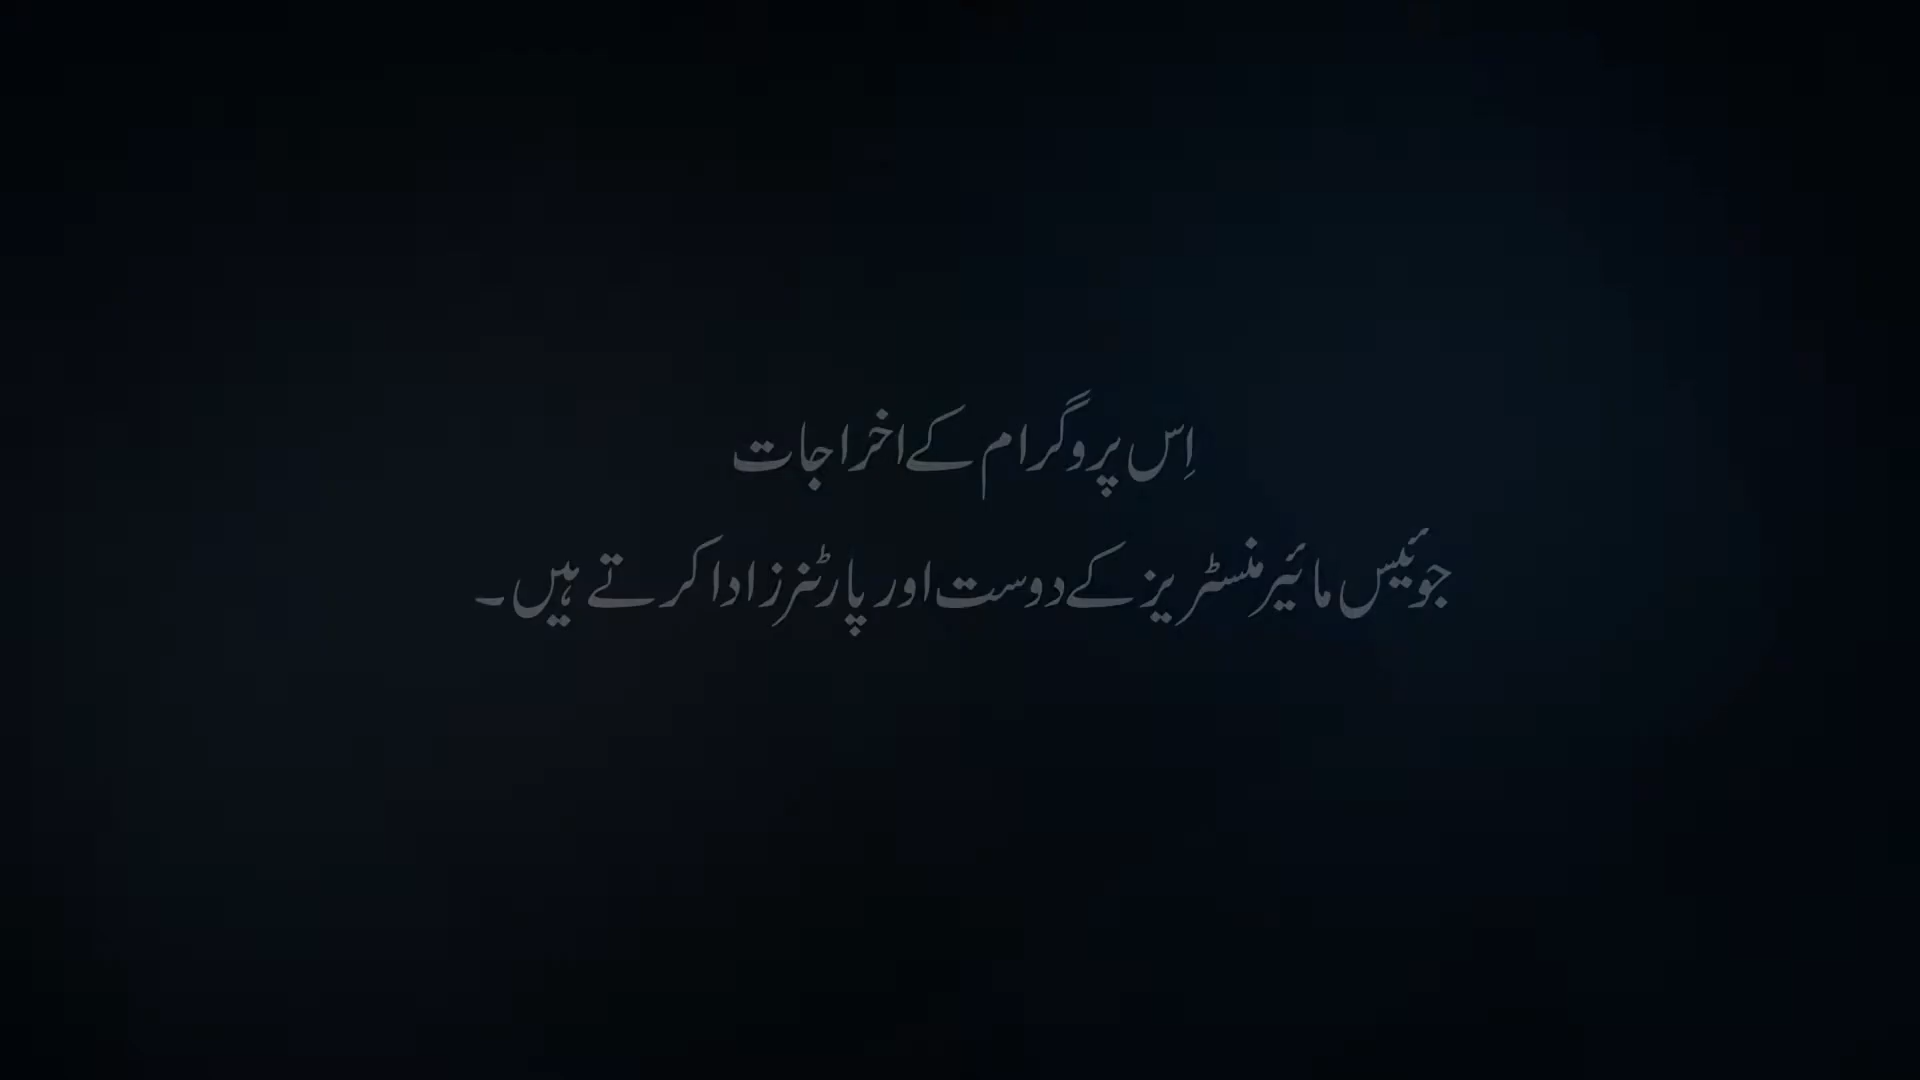 اِس پروگرام کے اخراجات
جوئیس مائیر منسٹریز کے دوست اور پارٹنرز ادا کرتے ہیں۔